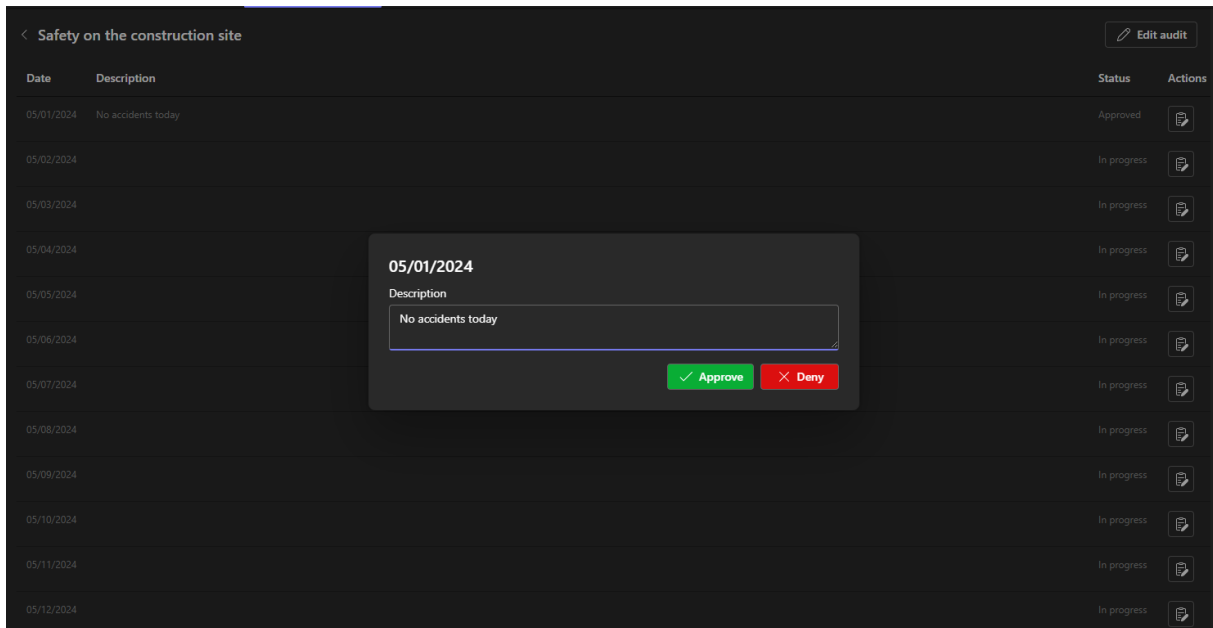 Safety on the construction site
Edit audit
Date Description Status Actions
05/01/2024 No accidents today Approved
05/02/2024 In progress
05/03/2024 In progress
05/04/2024 In progress
05/01/2024
Description
No accidents today
Approve Deny
05/05/2024 In progress
05/06/2024 In progress
05/07/2024 In progress
05/08/2024 In progress
05/09/2024 In progress
05/10/2024 In progress
05/11/2024 In progress
05/12/2024 In progress